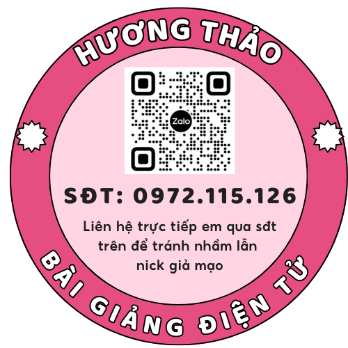 HƯƠNG THẢO
Zalo
SĐT: 0972.115.126
Liên hệ trực tiếp em qua sđt
trên để tránh nhầm lẫn
nick giả mạo
BÀI GIẢNG ĐIỆN TỬ